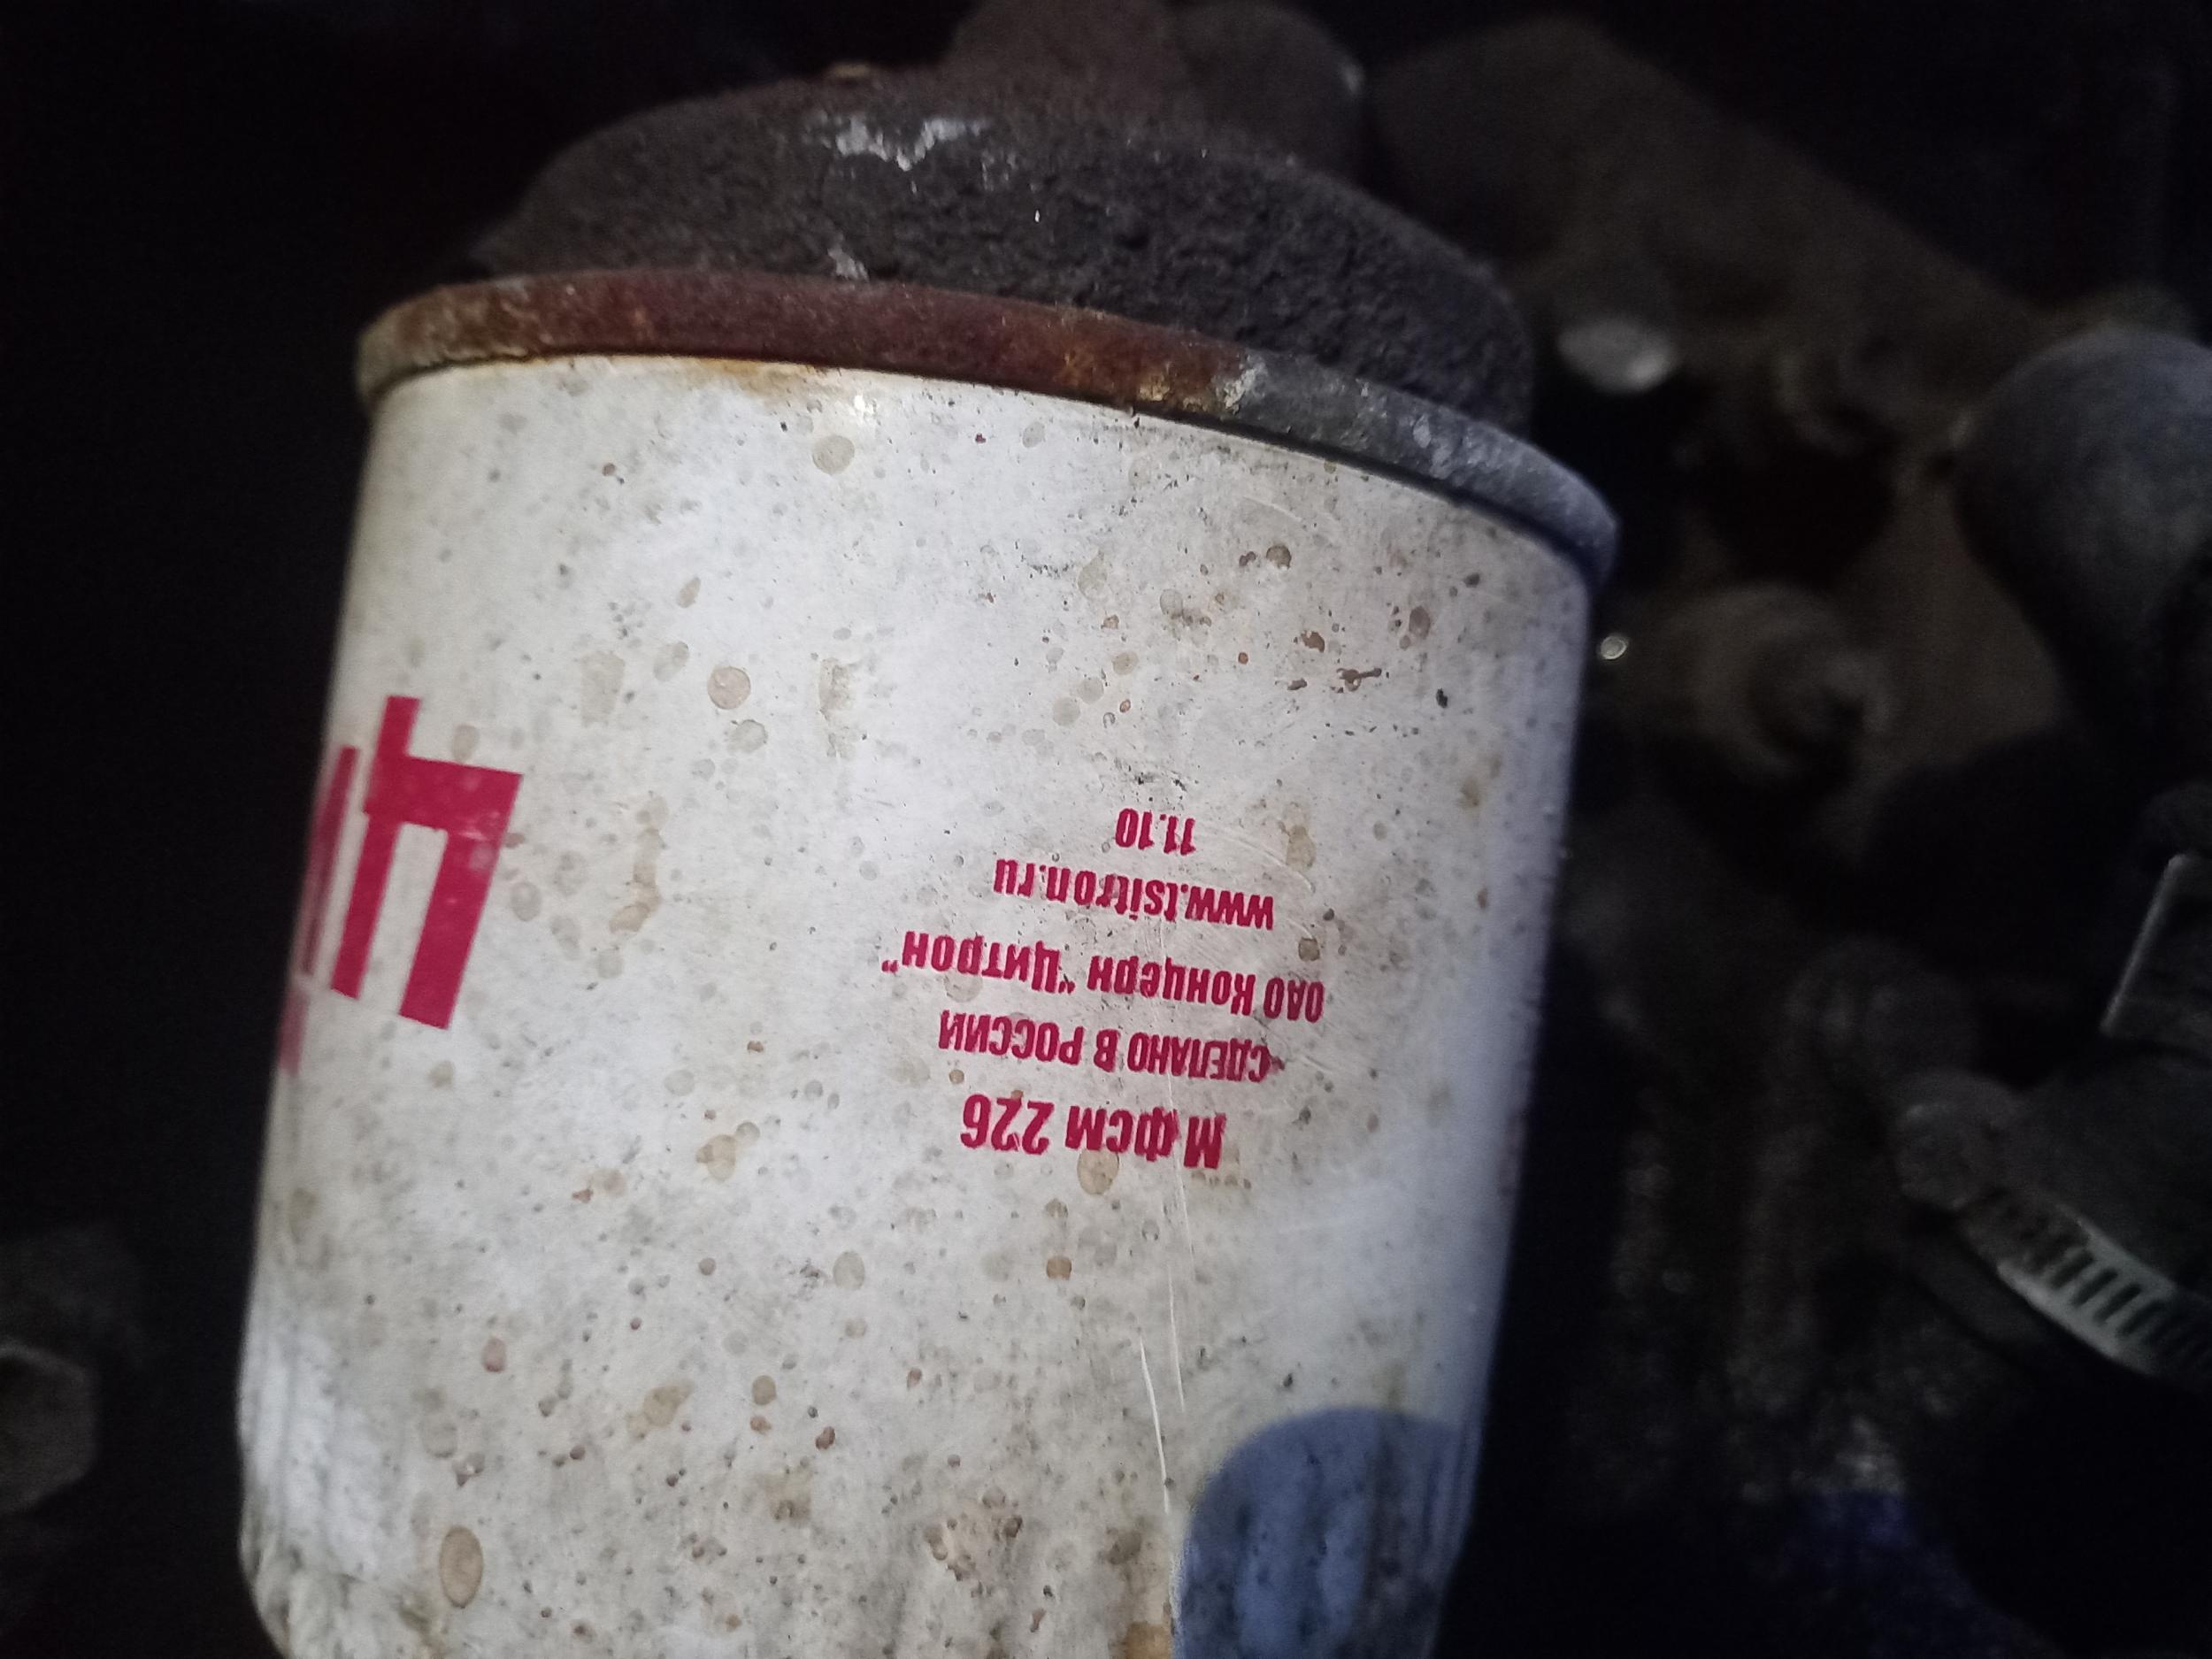 М фсм 226
СДЕЛАНО В РОССИИ
ОАО Концерн "Цитрон"
www.tsitron.ru
11.10